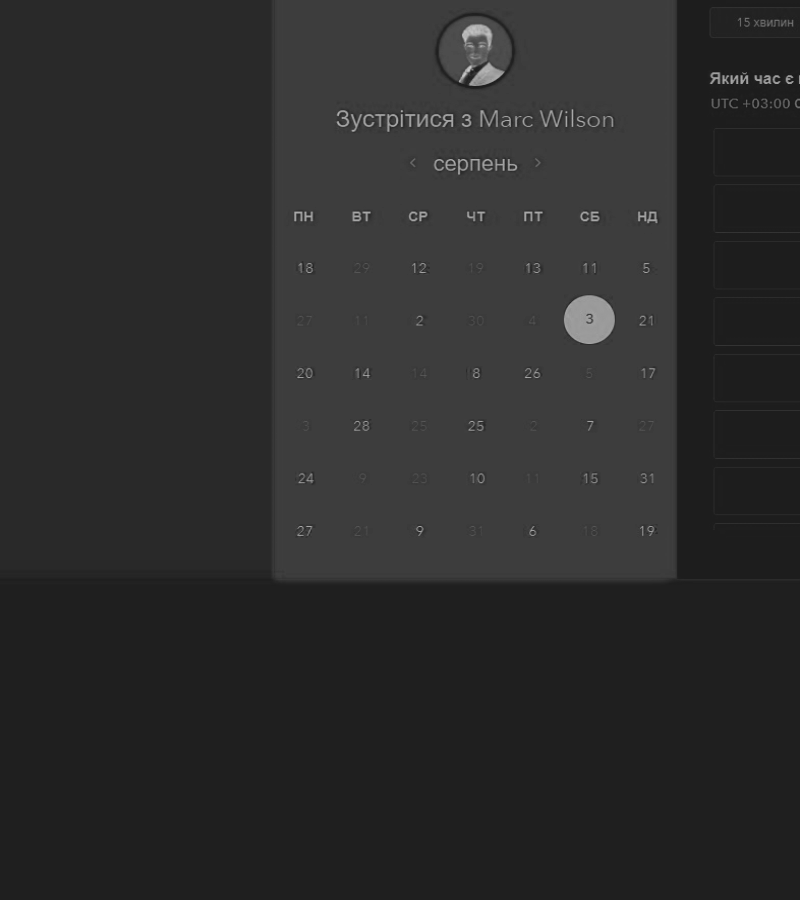 15 хвилин
Зустрітися з Marc Wilson
Який час є
UTC +03:00
‹ серпень ›
ПН ВТ СР ЧТ ПТ СБ НД
18 29 12 19 13 11 5
27 11 2 30 4 3 21
20 14 14 8 26 5 17
3 28 25 25 2 7 27
24 9 23 10 11 15 31
27 21 9 31 6 18 19